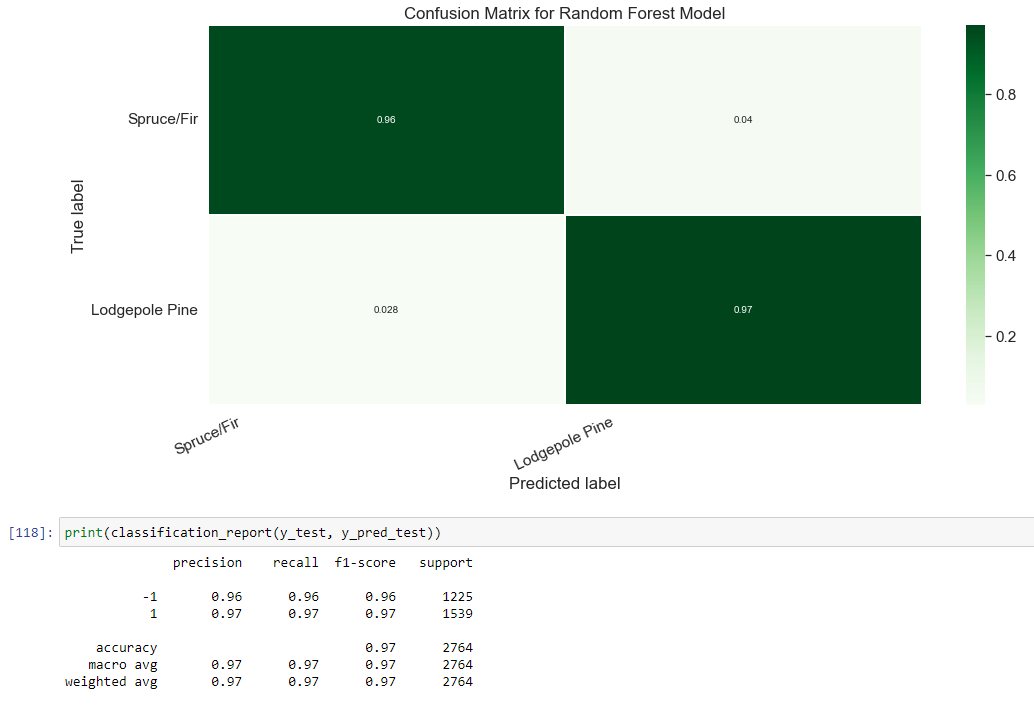 Confusion Matrix for Random Forest Model
0.8
Spruce/Fir
0.96
0.04
0.6
True label
0.4
Lodgepole Pine
0.028
0.97
0.2
Spruce/Fir
Lodgepole Pine
Predicted label
[118]: print(classification_report(y_test, y_pred_test))
precision recall f1-score support
-1 0.96 0.96 0.96 1225
1 0.97 0.97 0.97 1539
accuracy 0.97 2764
macro avg 0.97 0.97 0.97 2764
weighted avg 0.97 0.97 0.97 2764